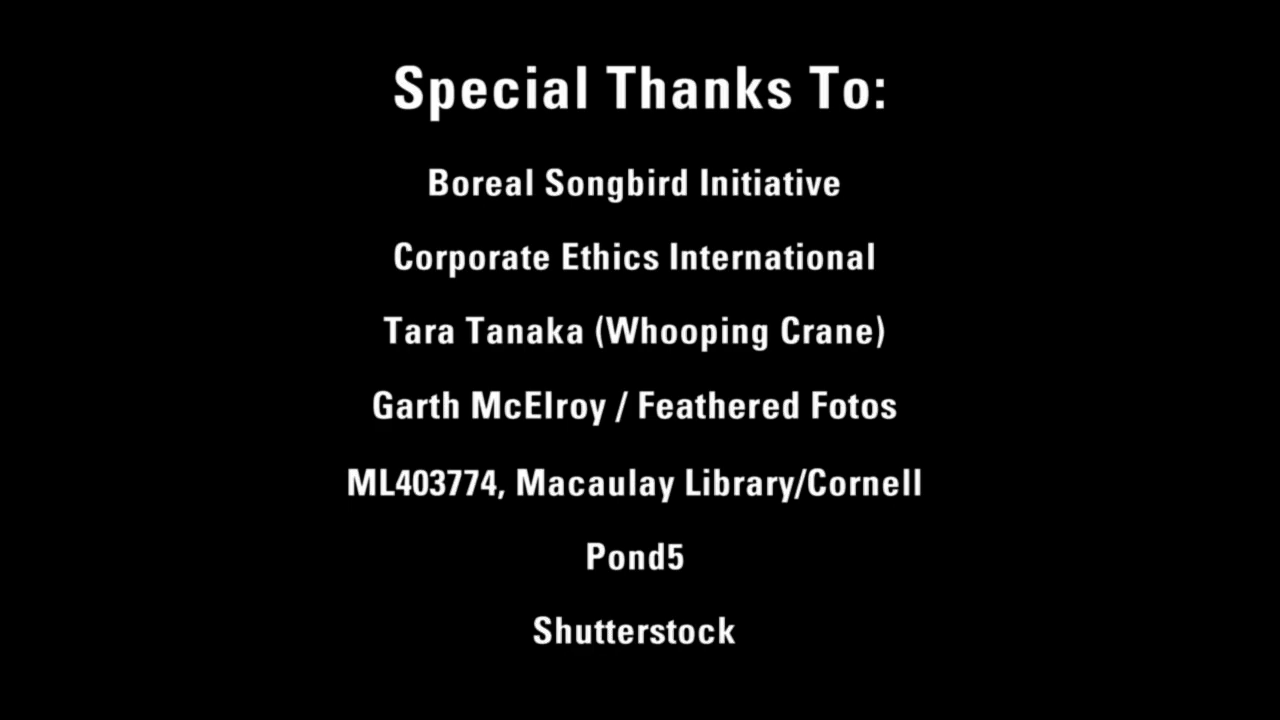 Special Thanks To:
Boreal Songbird Initiative
Corporate Ethics International
Tara Tanaka (Whooping Crane)
Garth McElroy / Feathered Fotos
ML403774, Macaulay Library/Cornell
Pond5
Shutterstock